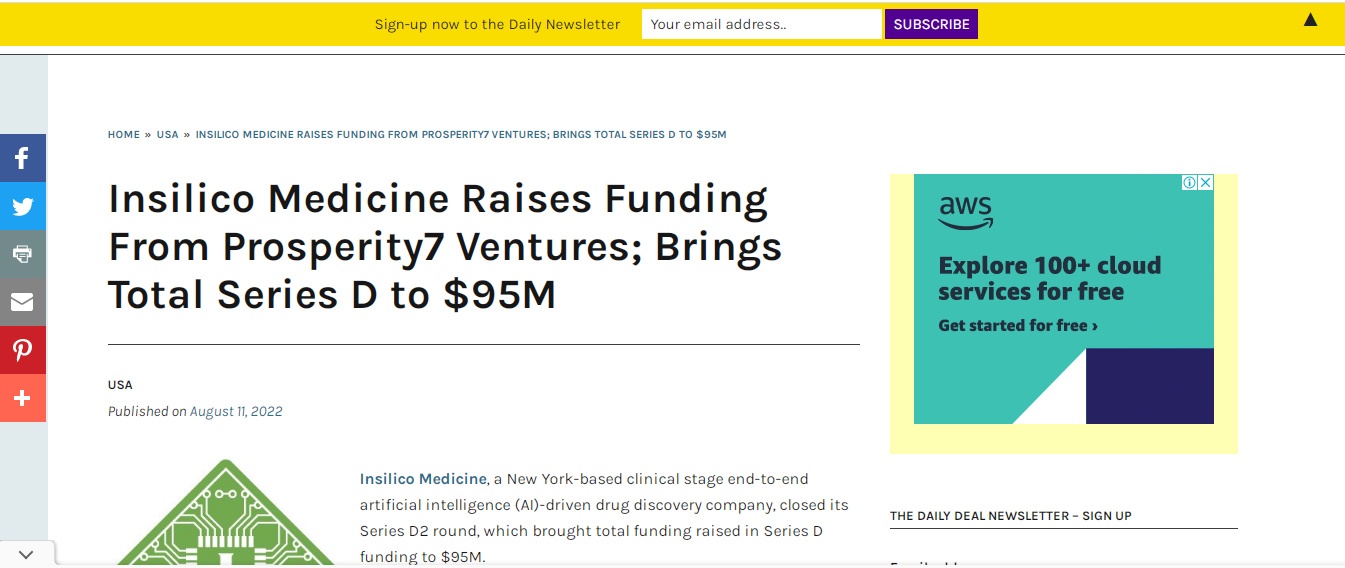 Sign-up now to the Daily Newsletter
Your email address..
SUBSCRIBE
▲
HOME » USA » INSILICO MEDICINE RAISES FUNDING FROM PROSPERITY7 VENTURES; BRINGS TOTAL SERIES D TO $95M
Insilico Medicine Raises Funding
From Prosperity7 Ventures; Brings
Total Series D to $95M
USA
Published on August 11, 2022
Insilico Medicine, a New York-based clinical stage end-to-end
artificial intelligence (AI)-driven drug discovery company, closed its
Series D2 round, which brought total funding raised in Series D
funding to $95M.
aws
Explore 100+ cloud
services for free
Get started for free ›
THE DAILY DEAL NEWSLETTER – SIGN UP